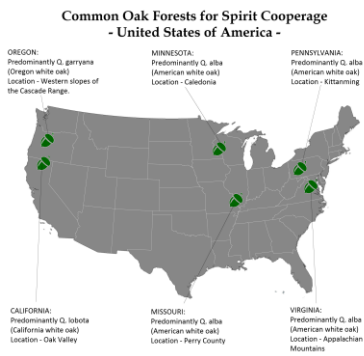 Common Oak Forests for Spirit Cooperage
- United States of America -
OREGON:
Predominantly Q. garryana
(Oregon white oak)
Location - Western slopes of
the Cascade Range.
MINNESOTA:
Predominantly Q. alba
(American white oak)
Location - Caledonia
PENNSYLVANIA:
Predominantly Q. alba
(American white oak)
Location - Kittanning
CALIFORNIA:
Predominantly Q. lobota
(California white oak)
Location - Oak Valley
MISSOURI:
Predominantly Q. alba
(American white oak)
Location - Perry County
VIRGINIA:
Predominantly Q. alba
(American white oak)
Location - Appalachian
Mountains